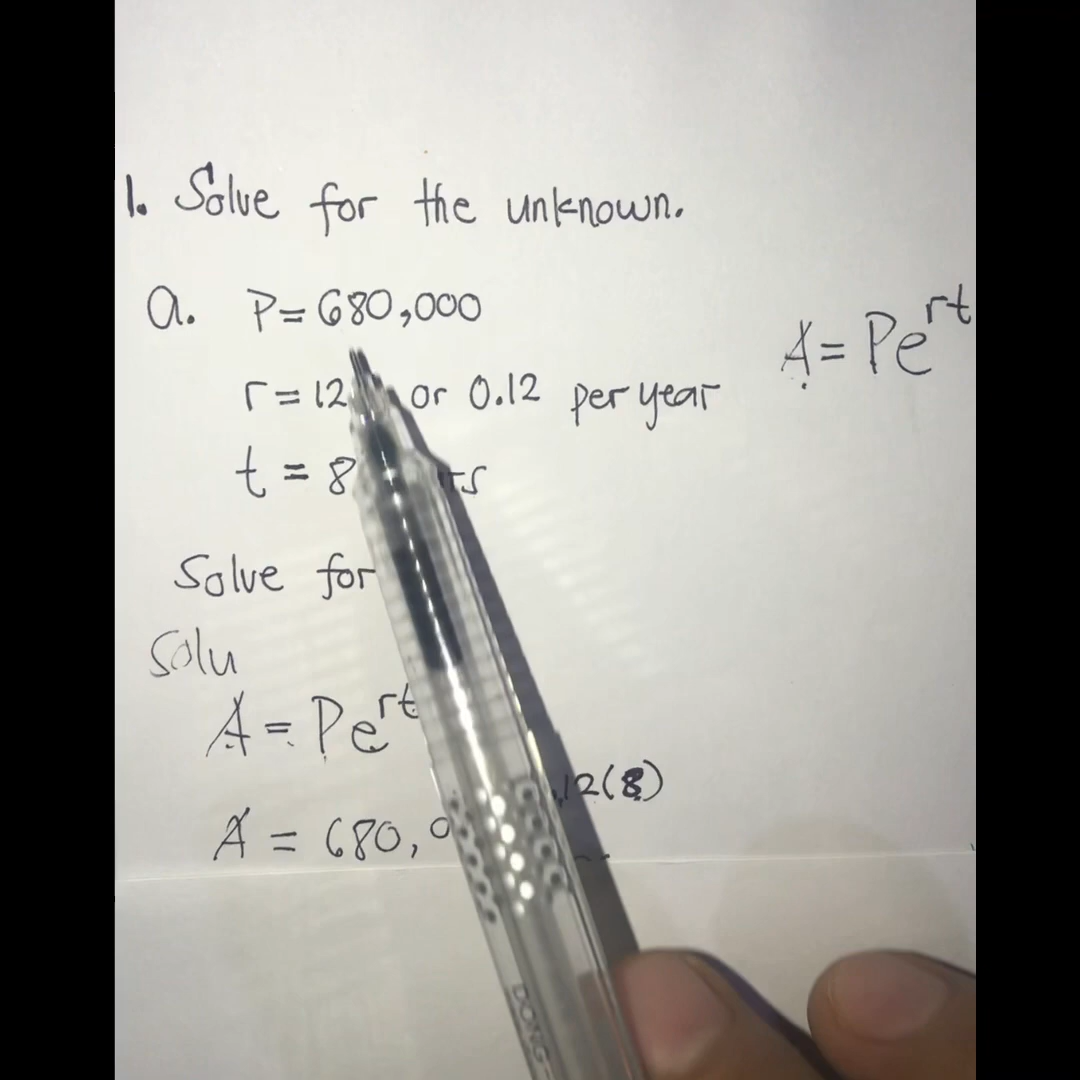 1. Solve for the unknown.
a. P = 680,000
A = Pe^rt
r = 12 or 0.12 per year
t = 8
Solve for
Solu
A = Pe^rt
A = 680, 12(8)
DONG